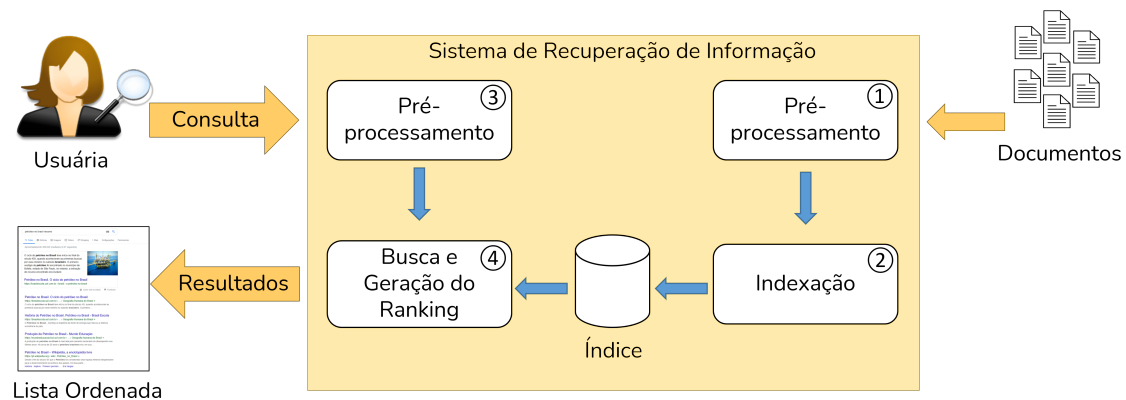 Sistema de Recuperação de Informação
Consulta
Usuária
3
Pré-
processamento
1
Pré-
processamento
Documentos
4
Busca e
Geração do
Ranking
Índice
2
Indexação
Resultados
Lista Ordenada